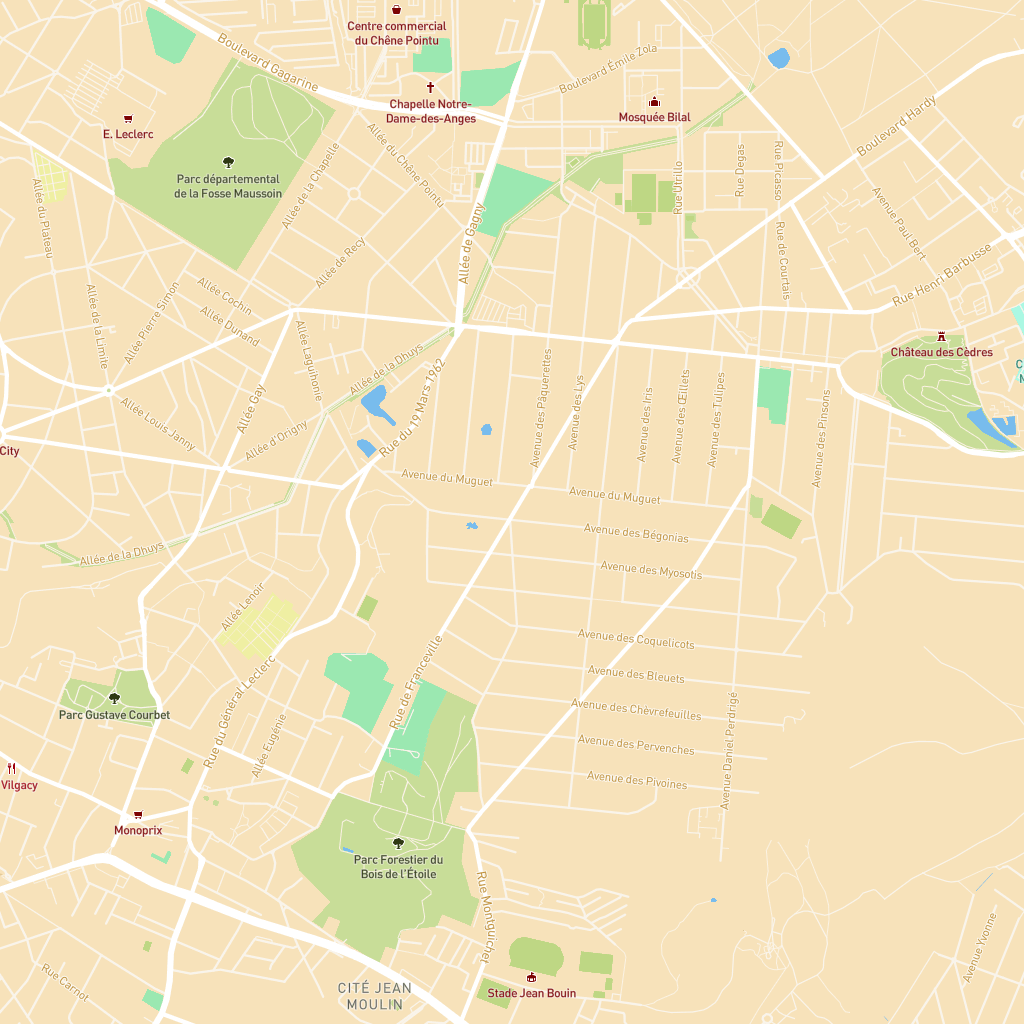 Centre commercial
du Chêne Pointu
Boulevard Gagarine
Boulevard Émile Zola
Chapelle Notre-
Dame-des-Anges
Mosquée Bilal
Boulevard Hardy
E. Leclerc
Allée du Chêne Pointu
Parc départemental
de la Fosse Maussoin
Allée de la Chapelle
Rue Utrillo
Rue Degas
Rue Picasso
Allée du Plateau
Allée Paul Bert
Avenue Paul Bert
Allée de Gagny
Allée de Recy
Rue de Courtais
Rue Henri Barbusse
Allée Cochin
Allée de la Limite
Allée Pierre Simon
Allée Dunard
Allée Laguihonie
Château des Cèdres
Allée de la Dhuys
Rue du 19 Mars 1962
Avenue des Pâquerettes
Avenue des Lys
Avenue des Iris
Avenue des Œillets
Avenue des Tulipes
Avenue des Pinsons
C
M
Allée Gay
Allée Louis Janny
Allée d'Origny
City
Avenue du Muguet
Avenue du Muguet
Avenue des Bégonias
Allée de la Dhuys
Avenue des Myosotis
Allée Lenoir
Avenue des Coquelicots
Rue de Franceville
Avenue des Bleuets
Parc Gustave Courbet
Rue du Général Leclerc
Allée Eugénie
Avenue des Chèvrefeuilles
Avenue Daniel Perdrigé
Avenue des Pervenches
Vilgacy
Avenue des Pivoines
Monoprix
Parc Forestier du
Bois de l'Étoile
Rue Montguichet
Avenue Yvonne
Rue Carnot
CITÉ JEAN
MOULIN
Stade Jean Bouin